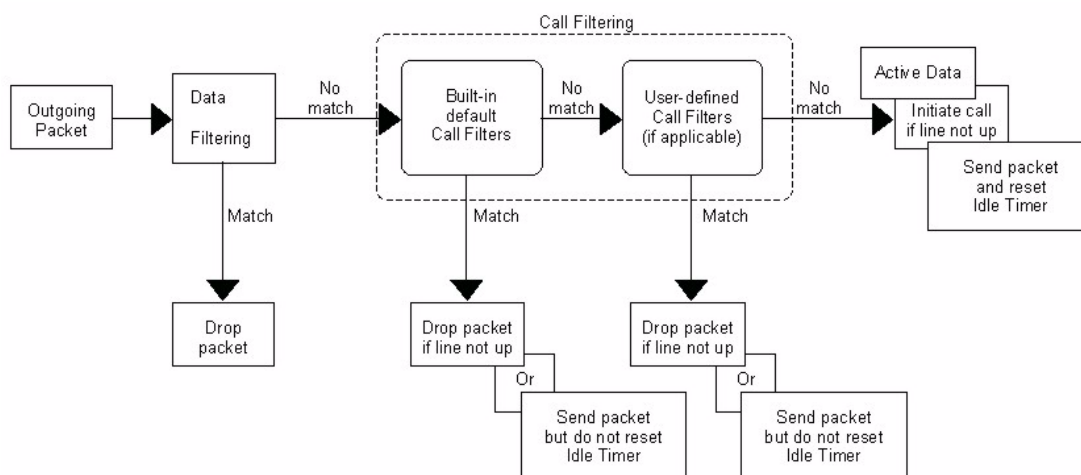 Call Filtering
Outgoing
Packet
Data
Filtering
No
match
Built-in
default
Call Filters
No
match
User-defined
Call Filters
(if applicable)
No
match
Active Data
Initiate call
if line not up
Send packet
and reset
Idle Timer
Match
Match
Match
Drop
packet
Drop packet
if line not up
Or
Send packet
but do not reset
Idle Timer
Drop packet
if line not up
Or
Send packet
but do not reset
Idle Timer